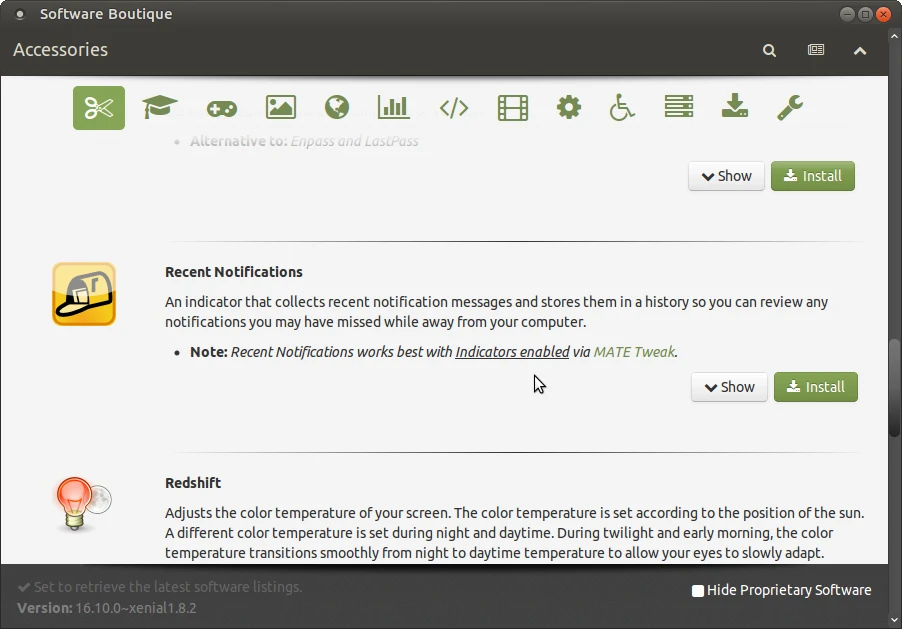 Software Boutique
Accessories
Alternative to: Enpass and LastPass
Show Install
Recent Notifications
An indicator that collects recent notification messages and stores them in a history so you can review any
notifications you may have missed while away from your computer.
Note: Recent Notifications works best with Indicators enabled via MATE Tweak.
Show Install
Redshift
Adjusts the color temperature of your screen. The color temperature is set according to the position of the sun.
A different color temperature is set during night and daytime. During twilight and early morning, the color
temperature transitions smoothly from night to daytime temperature to allow your eyes to slowly adapt.
Set to retrieve the latest software listings.
Hide Proprietary Software
Version: 16.10.0~xenial1.8.2